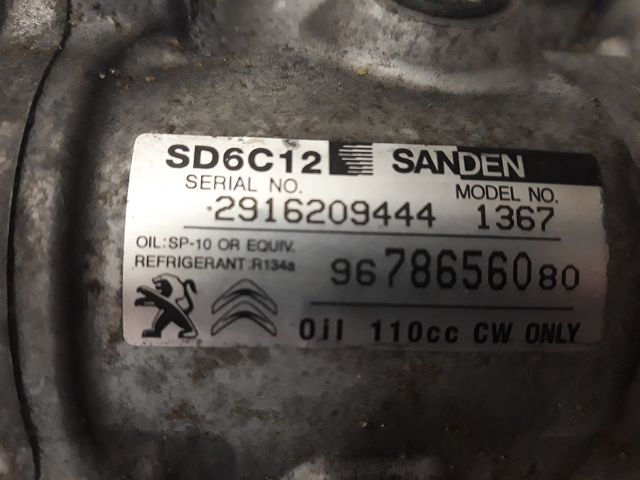 SD6C12 SANDEN
SERIAL NO. MODEL NO.
2916209444 1367
OIL:SP-10 OR EQUIV.
REFRIGERANT:R134a
9678656080
Oil 110cc CW ONLY